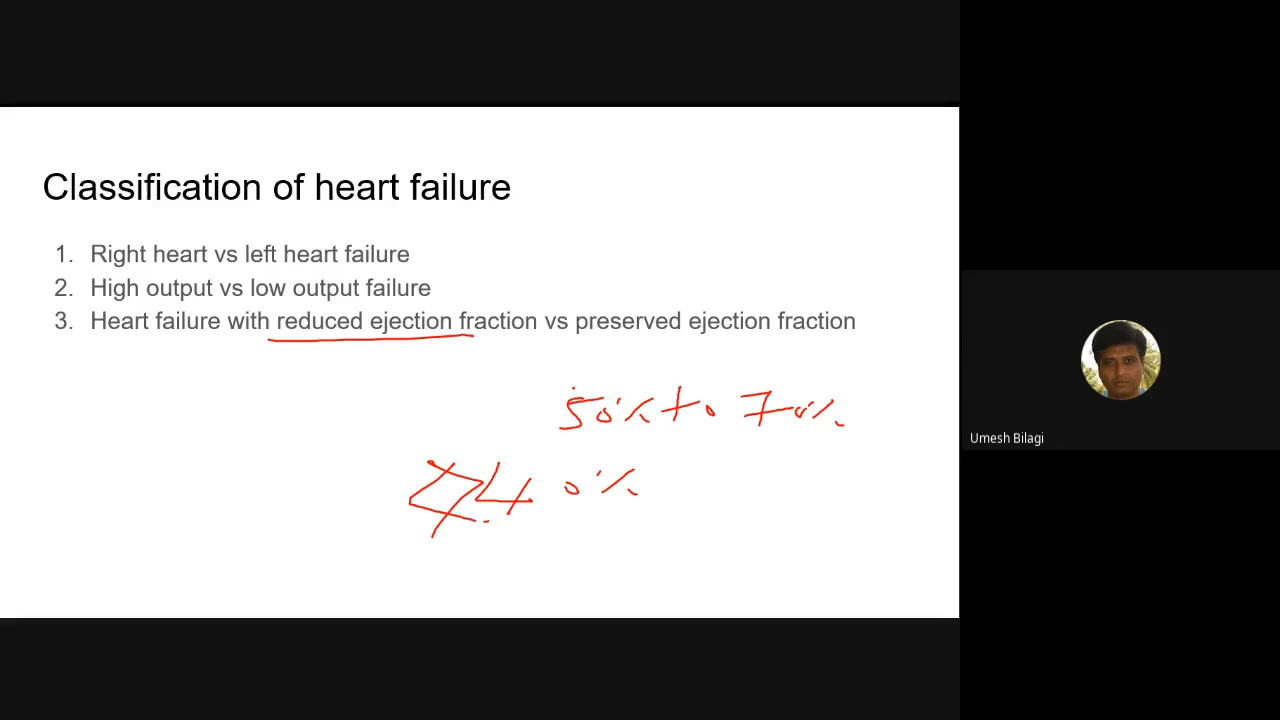 Classification of heart failure
1. Right heart vs left heart failure
2. High output vs low output failure
3. Heart failure with reduced ejection fraction vs preserved ejection fraction
50% to 70%
40%
Umesh Bilagi